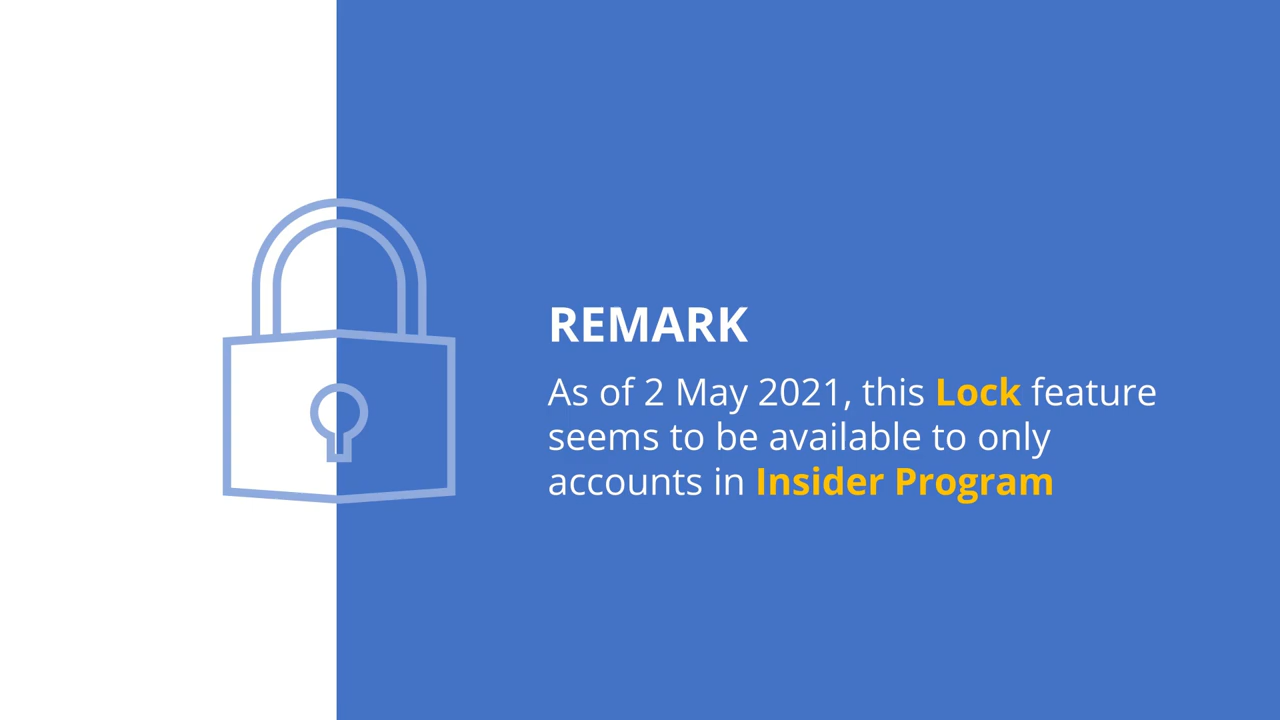 REMARK
As of 2 May 2021, this Lock feature
seems to be available to only
accounts in Insider Program